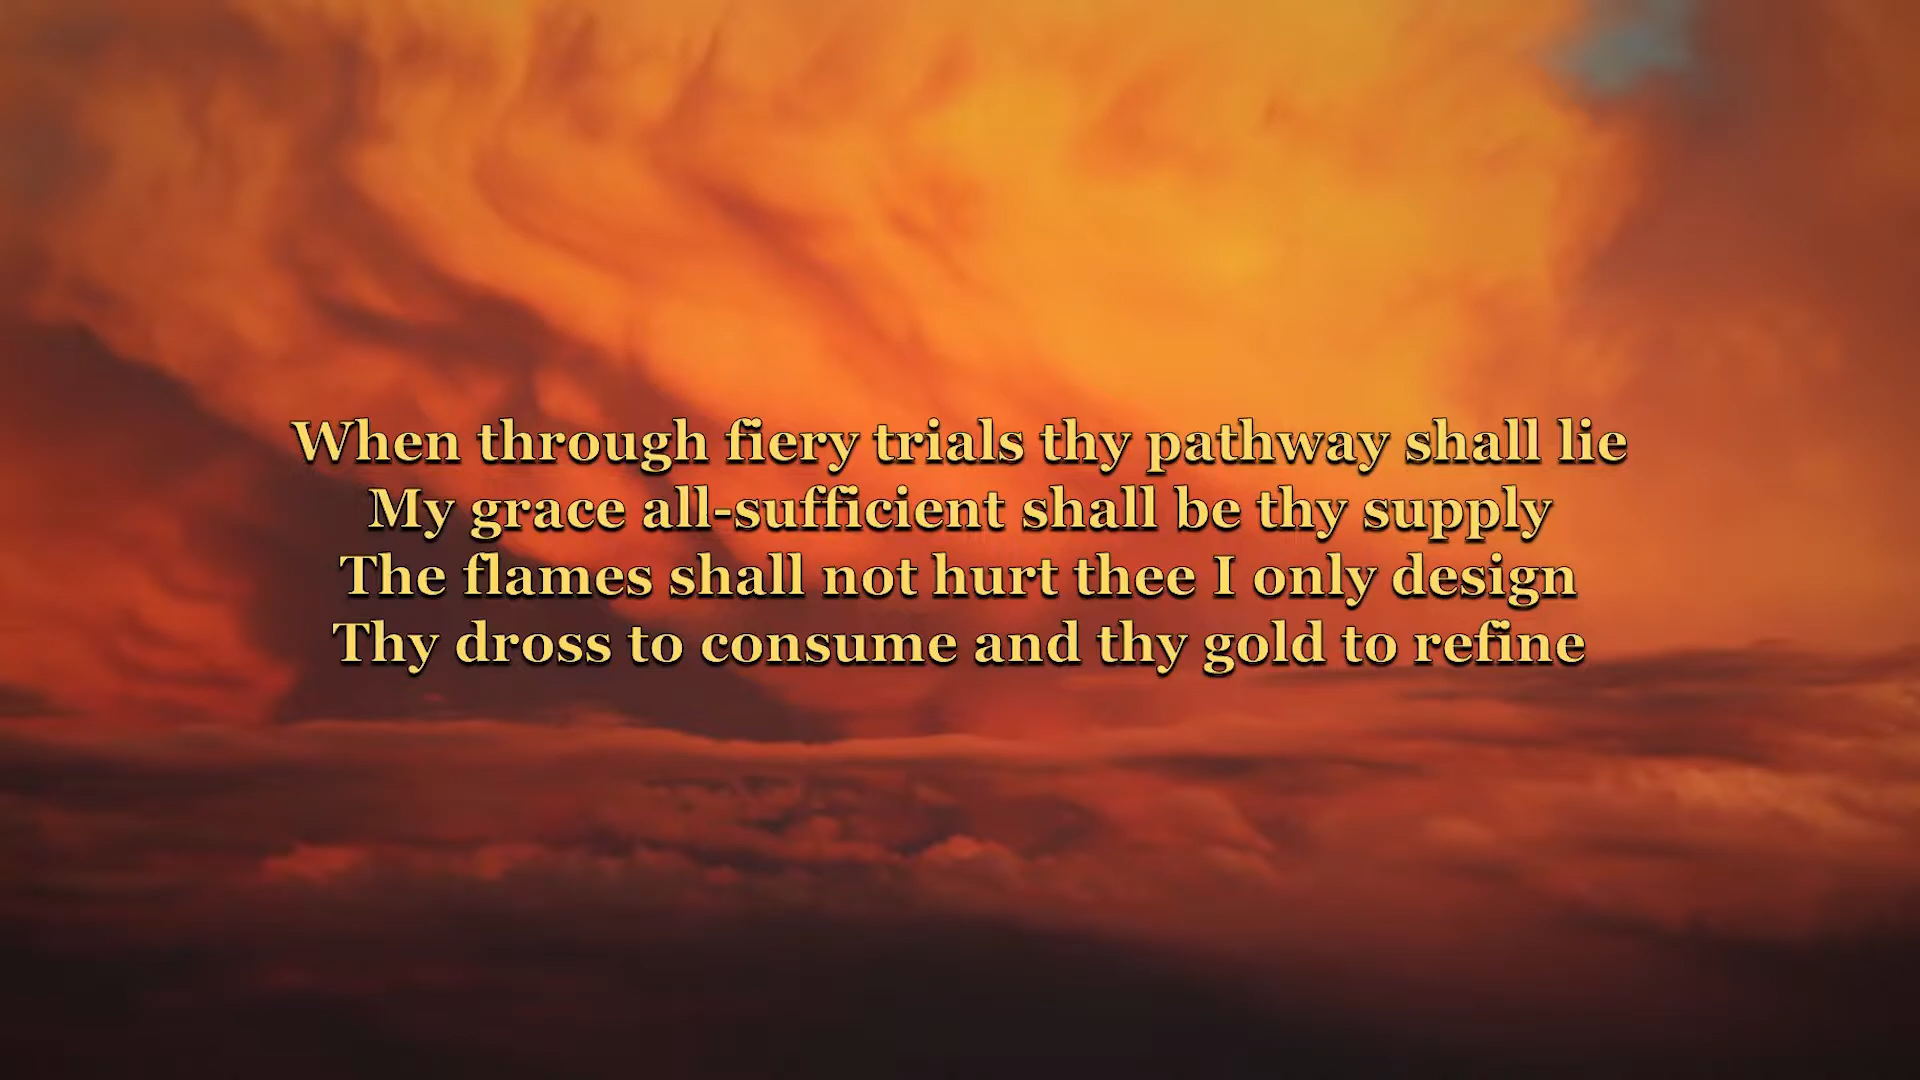 When through fiery trials thy pathway shall lie
My grace all-sufficient shall be thy supply
The flames shall not hurt thee I only design
Thy dross to consume and thy gold to refine